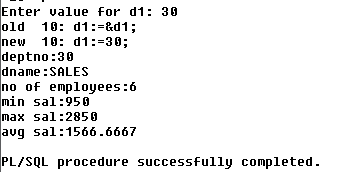 Enter value for d1: 30
old  10: d1:=&d1;
new  10: d1:=30;
deptno:30
dname:SALES
no of employees:6
min sal:950
max sal:2850
avg sal:1566.6667
PL/SQL procedure successfully completed.